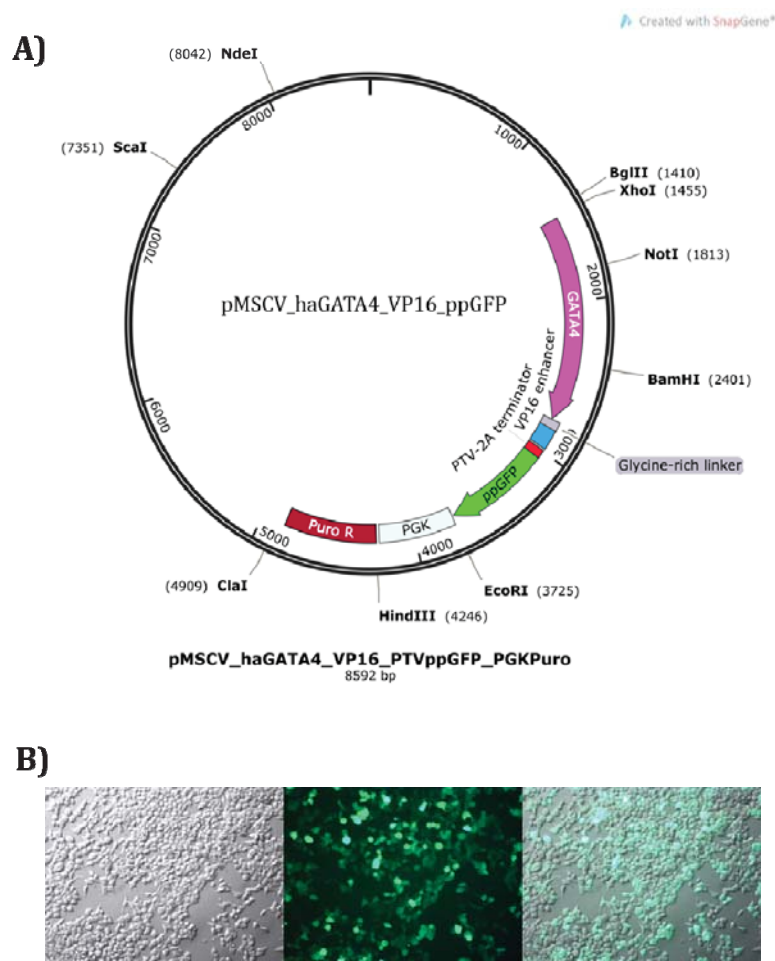 Created with SnapGene®
A)
(8042) NdeI
8000
1000
(7351) ScaI
BglII (1410)
XhoI (1455)
7000
NotI (1813)
2000
pMSCV_haGATA4_VP16_ppGFP
GATA4
BamHI (2401)
6000
VP16 enhancer
PTV-2A terminator
300
Glycine-rich linker
ppGFP
Puro R
PGK
5000
4000
(4909) ClaI
EcoRI (3725)
HindIII (4246)
pMSCV_haGATA4_VP16_PTVppGFP_PGKPuro
8592 bp
B)